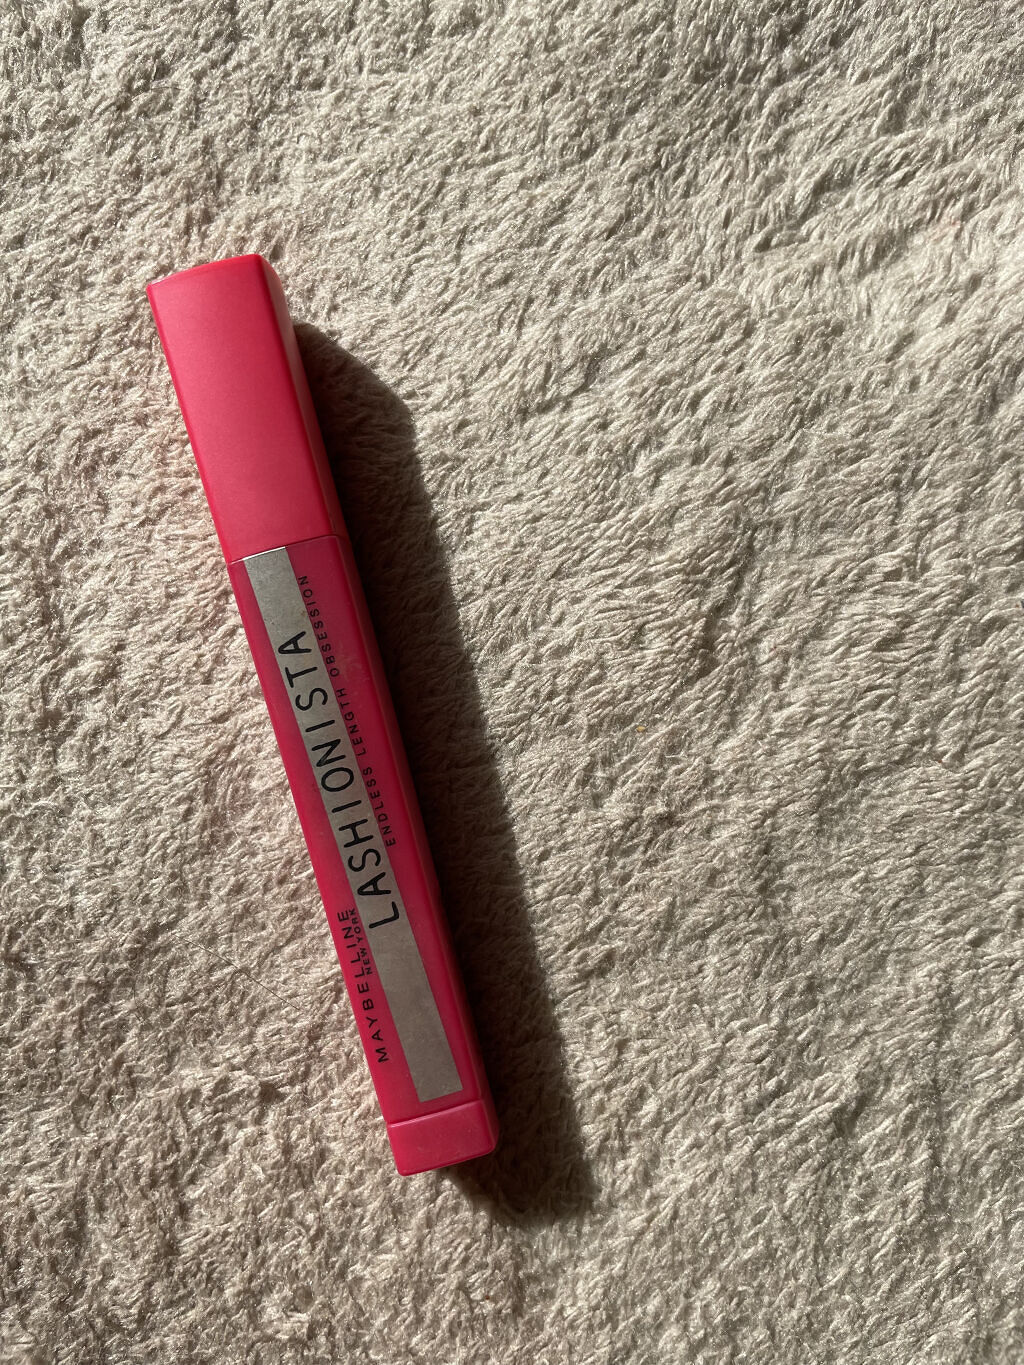 MAYBELLINE
NEW YORK
LASHIONISTA
ENDLESS LENGTH OBSESSION